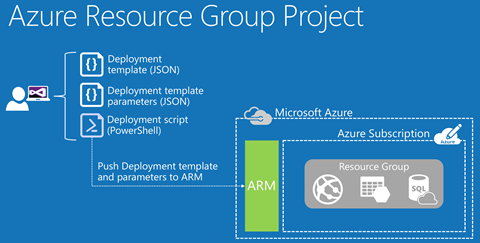 Azure Resource Group Project
Deployment
template (JSON)
Deployment template
parameters (JSON)
Deployment script
(PowerShell)
Push Deployment template
and parameters to ARM
Microsoft Azure
Azure Subscription
Azure
ARM
Resource Group
SQL